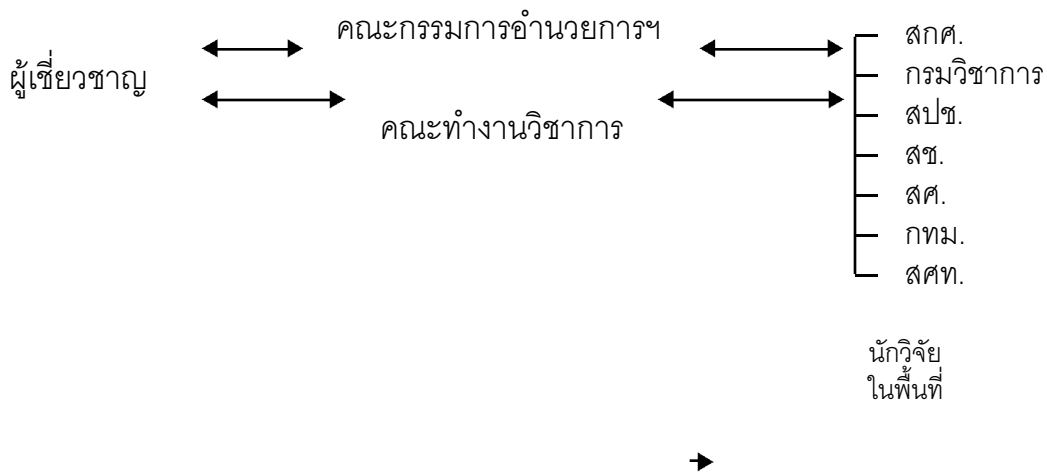 คณะกรรมการอำนวยการฯ
ผู้เชี่ยวชาญ
คณะทำงานวิชาการ
สกศ.
กรมวิชาการ
สปช.
สช.
สศ.
กทม.
สศท.
นักวิจัย
ในพื้นที่